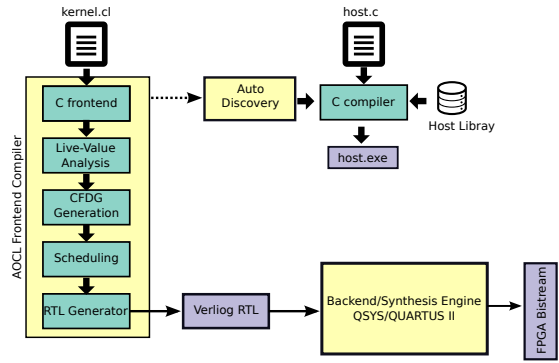 kernel.cl
host.c
C frontend
Auto
Discovery
C compiler
Host Libray
Live-Value
Analysis
host.exe
CFDG
Generation
AOCL Frontend Compiler
Scheduling
RTL Generator
Verliog RTL
Backend/Synthesis Engine
QSYS/QUARTUS II
FPGA Bistream